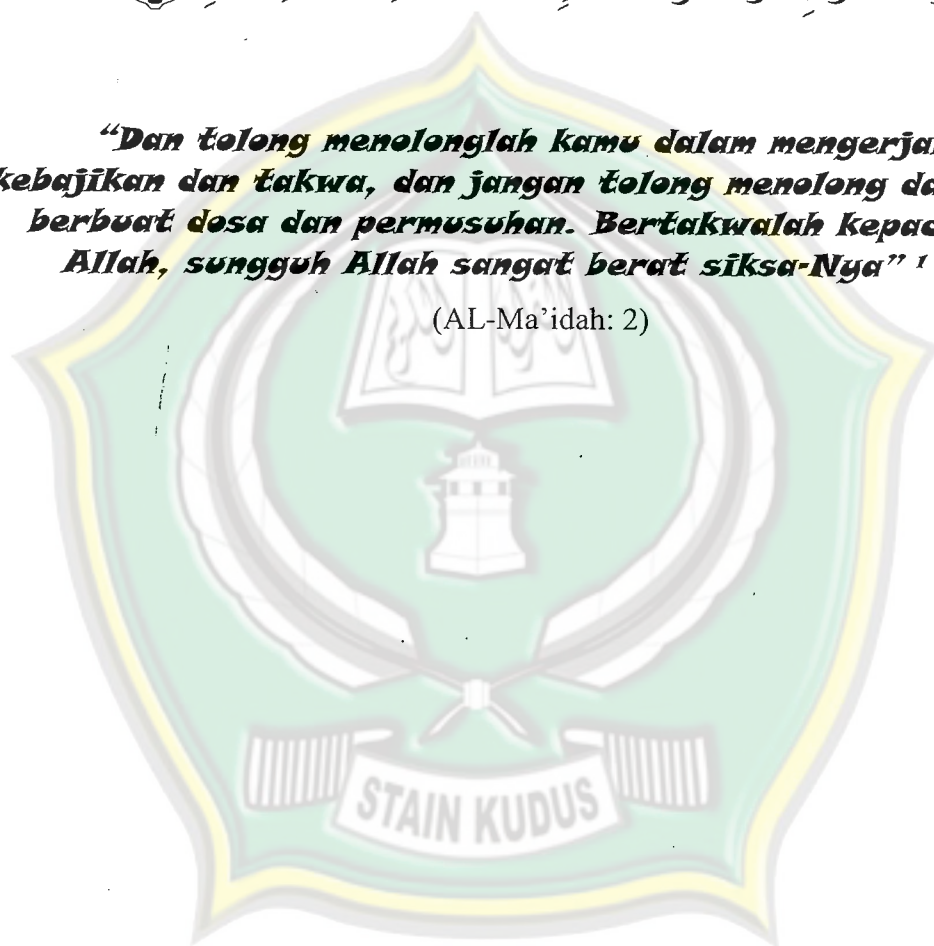 “Dan tolong menolonglah kamu dalam mengerja
kebajikan dan takwa, dan jangan tolong menolong da
berbuat dosa dan permusuhan. Bertakwalah kepad
Allah, sungguh Allah sangat berat siksa-Nya” 1
(AL-Ma’idah: 2)
STAIN KUDUS